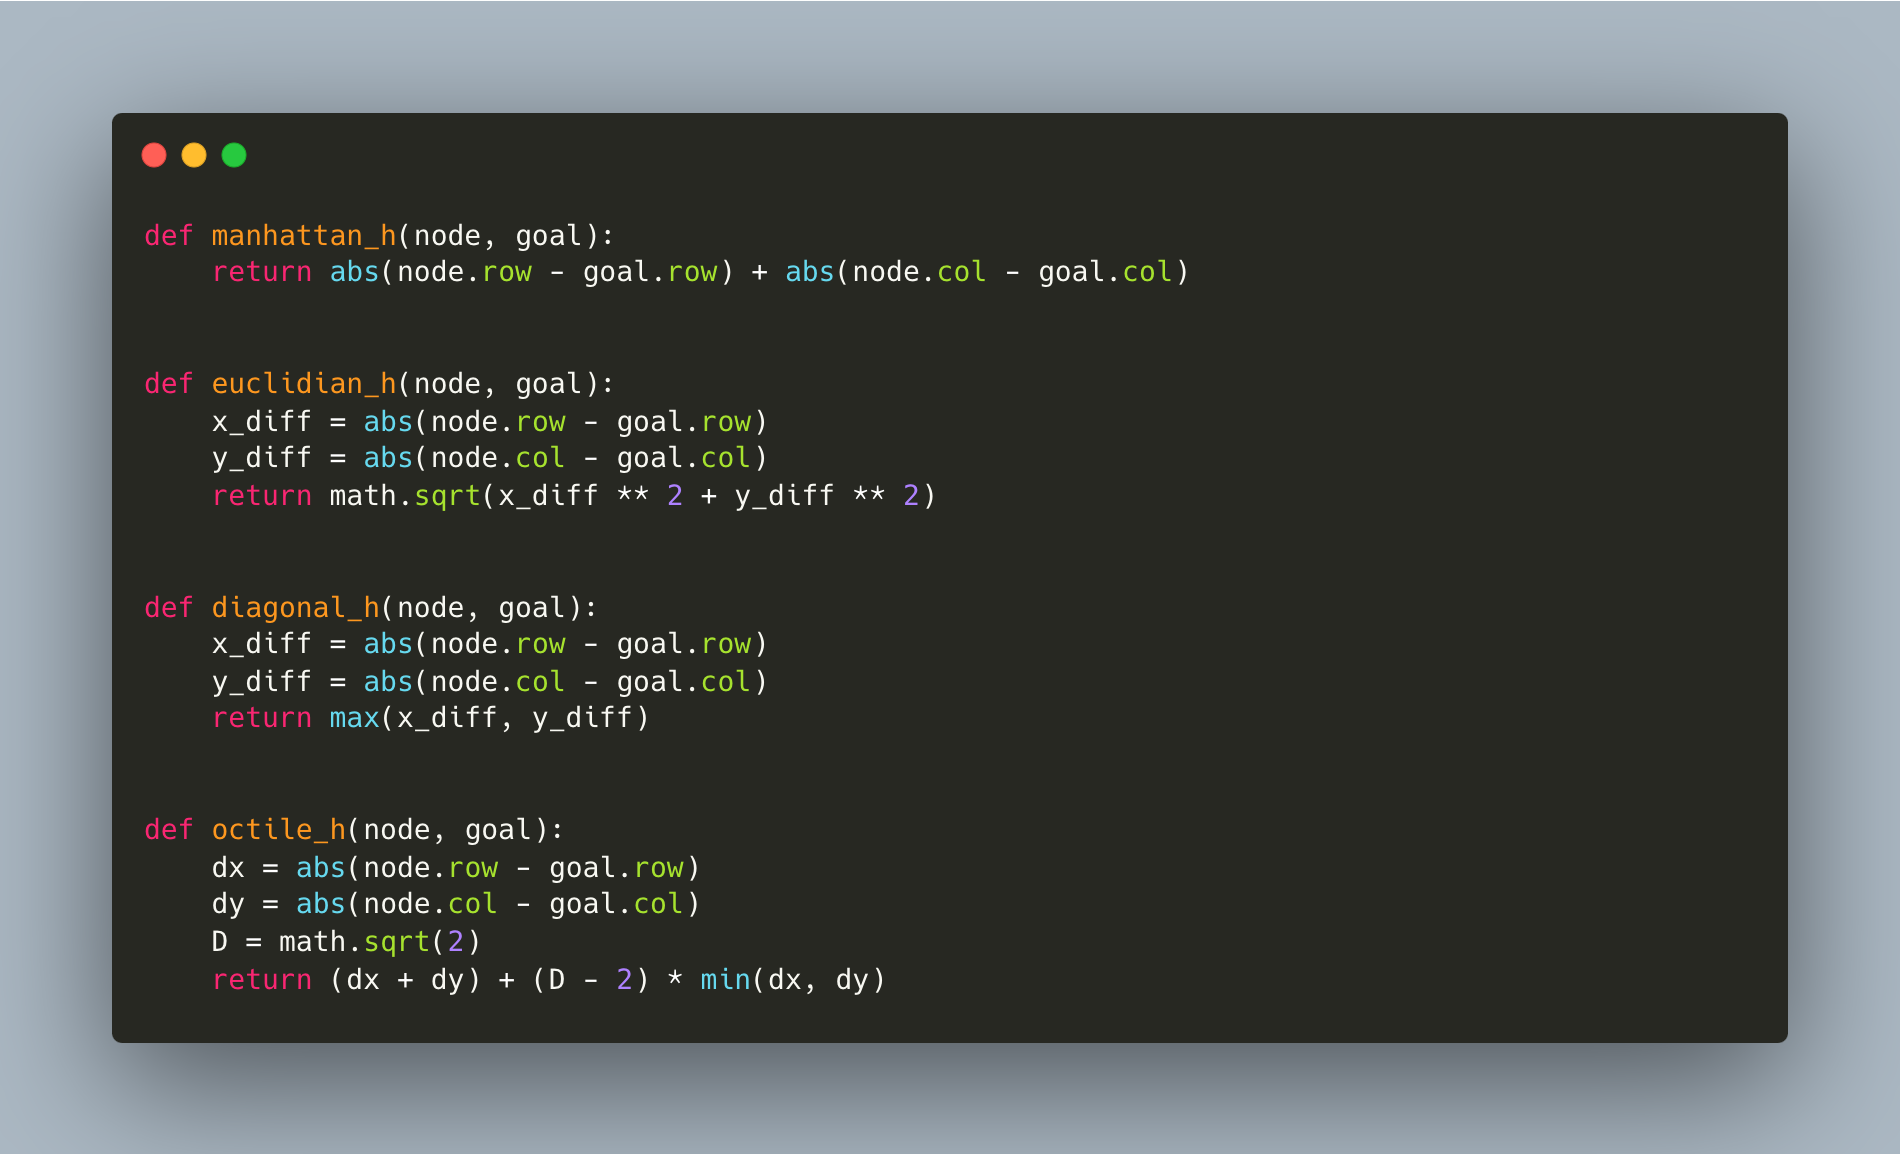 def manhattan_h(node, goal):
    return abs(node.row - goal.row) + abs(node.col - goal.col)
def euclidian_h(node, goal):
    x_diff = abs(node.row - goal.row)
    y_diff = abs(node.col - goal.col)
    return math.sqrt(x_diff ** 2 + y_diff ** 2)
def diagonal_h(node, goal):
    x_diff = abs(node.row - goal.row)
    y_diff = abs(node.col - goal.col)
    return max(x_diff, y_diff)
def octile_h(node, goal):
    dx = abs(node.row - goal.row)
    dy = abs(node.col - goal.col)
    D = math.sqrt(2)
    return (dx + dy) + (D - 2) * min(dx, dy)